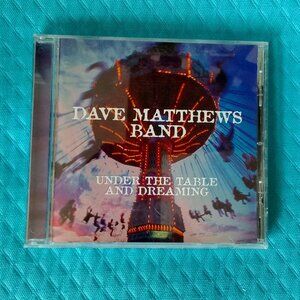 DAVE MATTHEWS
BAND
UNDER THE TABLE
AND DREAMING